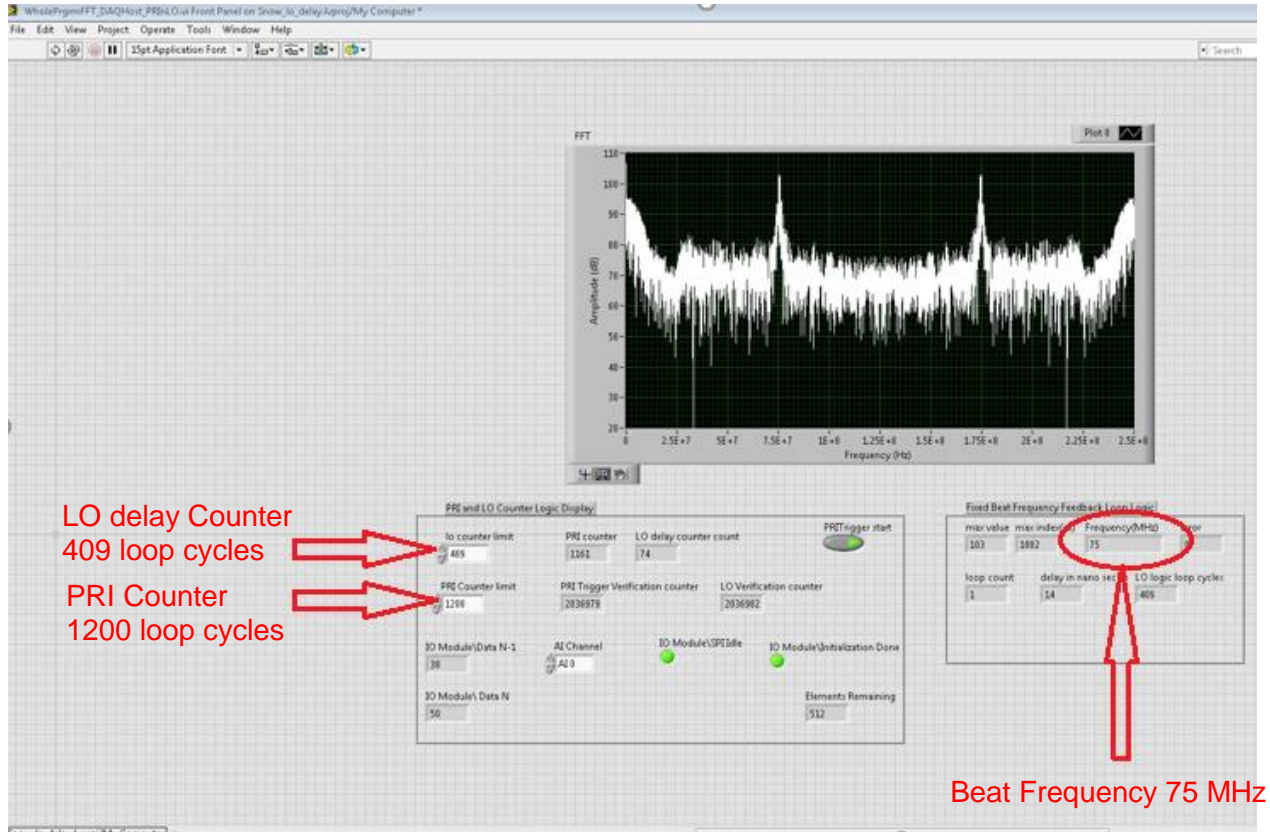 WholePrgmFFT_DAQHost_PRInLO.vi Front Panel on Snow_lo_delay.lvproj/My Computer *
File Edit View Project Operate Tools Window Help
15pt Application Font
Search
FFT
Plot 0
110
100
90
80
70
60
50
40
30
20
Amplitude (dB)
0 2.5E+7 5E+7 7.5E+7 1E+8 1.25E+8 1.5E+8 1.75E+8 2E+8 2.25E+8 2.5E+8
Frequency (Hz)
LO delay Counter
409 loop cycles
PRI Counter
1200 loop cycles
PRI and LO Counter Logic Display
lo counter limit PRI counter LO delay counter count PRITrigger start
409 1161 74
PRI Counter limit PRI Trigger Verification counter LO Verification counter
1200 2036979 2036982
IO Module\Data N-1 AI Channel IO Module\SPI Idle IO Module\Initialization Done
38 AI 0
IO Module\ Data N Elements Remaining
50 512
Fixed Beat Frequency Feedback Loop Logic
max value max index Frequency(MHz)
103 1882 75
loop count delay in nano LO logic loop cycles
1 14 409
Beat Frequency 75 MHz